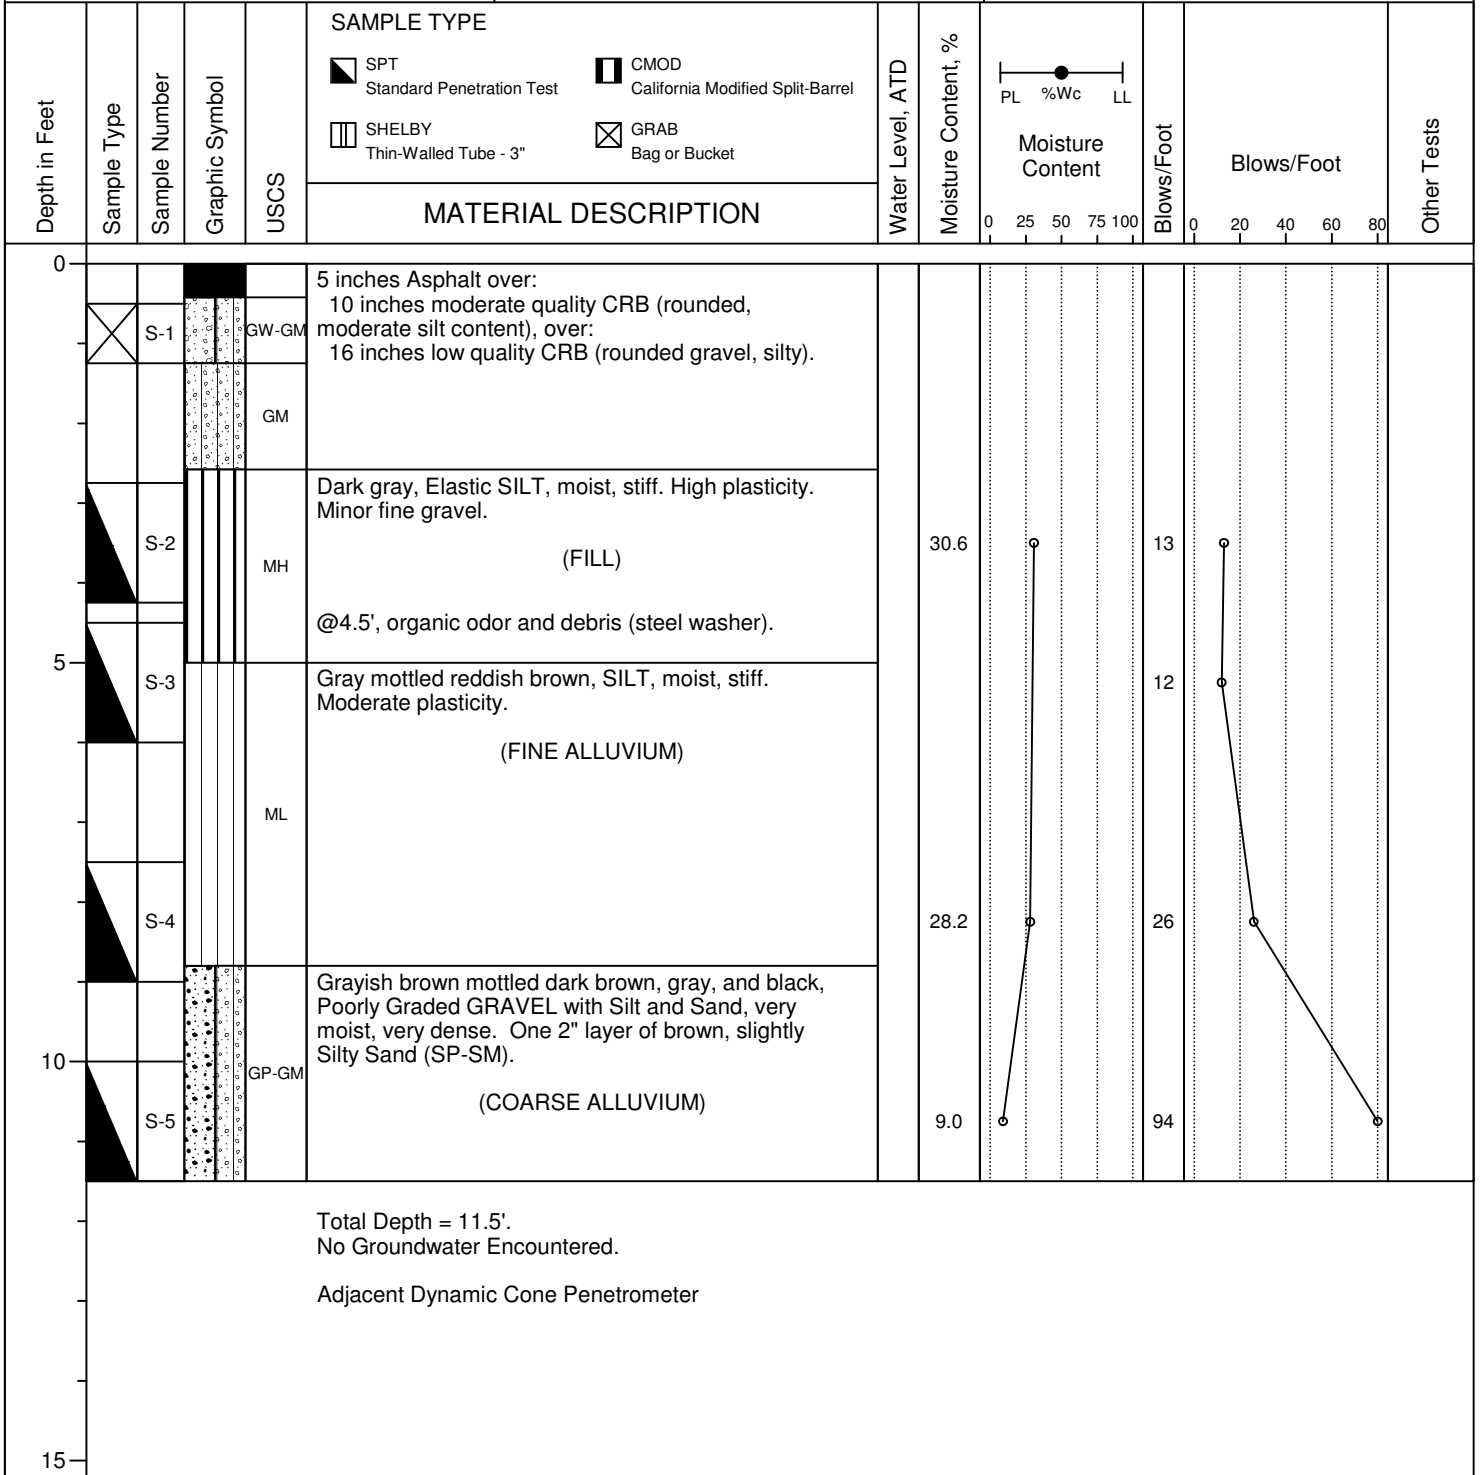 Depth in Feet
Sample Type
Sample Number
Graphic Symbol
USCS
SAMPLE TYPE
SPT
Standard Penetration Test
CMOD
California Modified Split-Barrel
SHELBY
Thin-Walled Tube - 3"
GRAB
Bag or Bucket
MATERIAL DESCRIPTION
Water Level, ATD
Moisture Content, %
PL %Wc LL
Moisture
Content
0 25 50 75 100
Blows/Foot
Blows/Foot
0 20 40 60 80
Other Tests
0
5 inches Asphalt over:
10 inches moderate quality CRB (rounded,
moderate silt content), over:
16 inches low quality CRB (rounded gravel, silty).
S-1
GW-GM
GM
Dark gray, Elastic SILT, moist, stiff. High plasticity.
Minor fine gravel.
S-2
MH
(FILL)
30.6
13
@4.5', organic odor and debris (steel washer).
5
S-3
Gray mottled reddish brown, SILT, moist, stiff.
Moderate plasticity.
12
(FINE ALLUVIUM)
ML
S-4
28.2
26
Grayish brown mottled dark brown, gray, and black,
Poorly Graded GRAVEL with Silt and Sand, very
moist, very dense. One 2" layer of brown, slightly
Silty Sand (SP-SM).
10
GP-GM
(COARSE ALLUVIUM)
S-5
9.0
94
Total Depth = 11.5'.
No Groundwater Encountered.
Adjacent Dynamic Cone Penetrometer
15